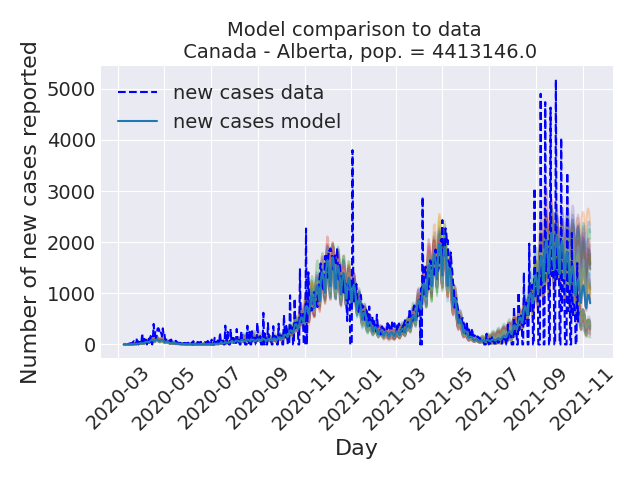 Model comparison to data
Canada - Alberta, pop. = 4413146.0
Number of new cases reported
5000
4000
3000
2000
1000
0
new cases data
new cases model
2020-03
2020-05
2020-07
2020-09
2020-11
2021-01
2021-03
2021-05
2021-07
2021-09
2021-11
Day